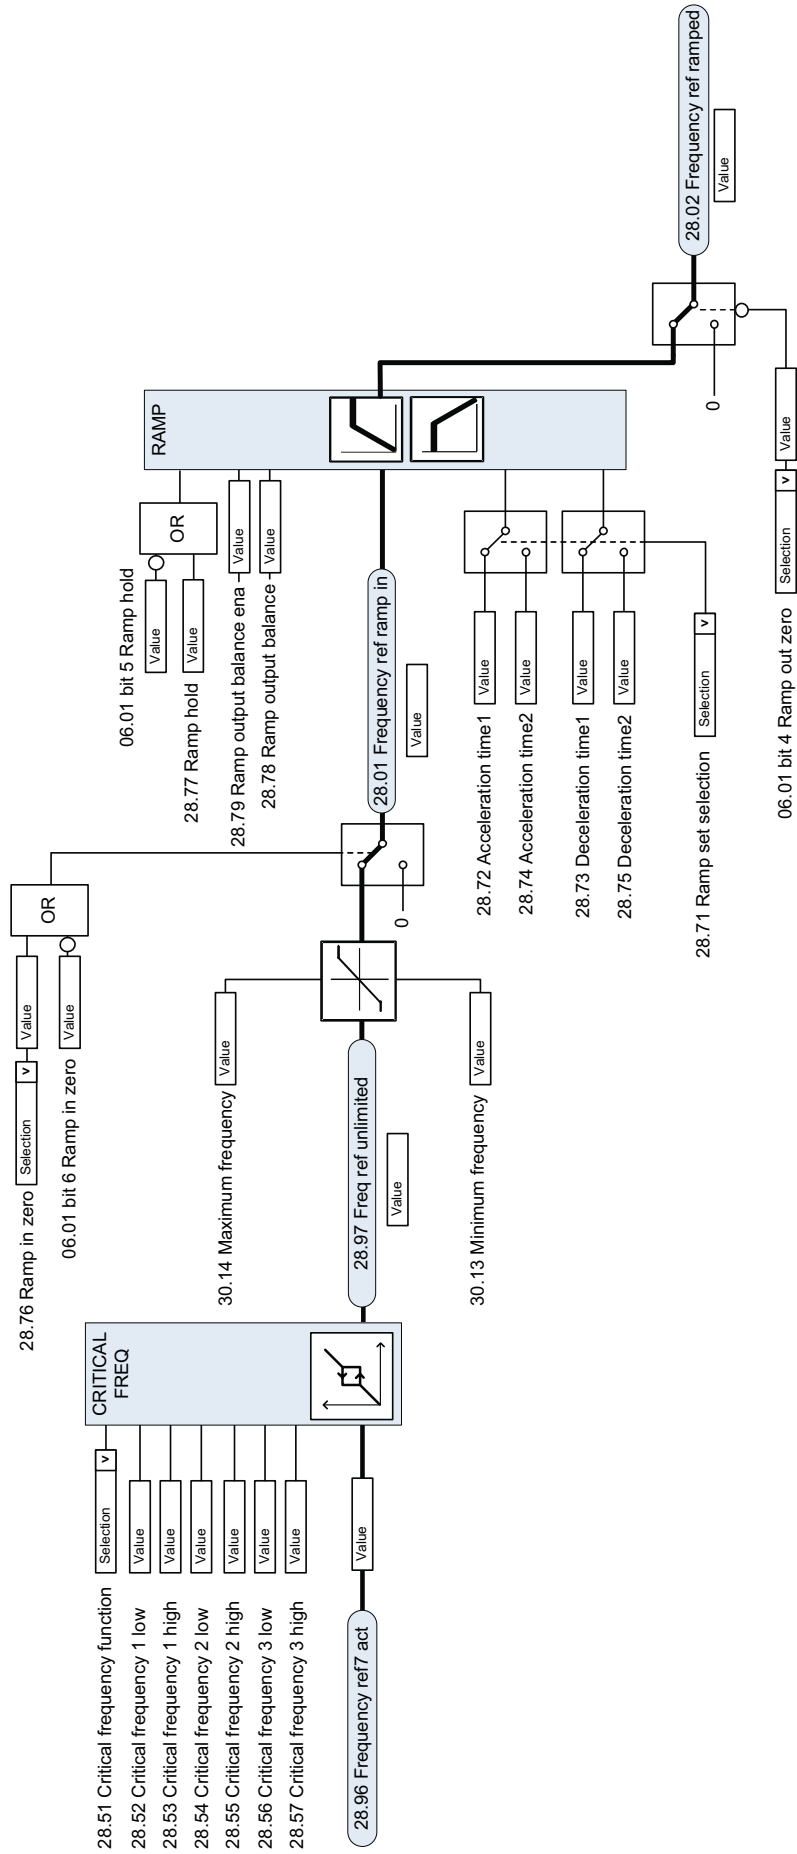 28.51 Critical frequency function
Selection
v
28.52 Critical frequency 1 low
Value
28.53 Critical frequency 1 high
Value
28.54 Critical frequency 2 low
Value
28.55 Critical frequency 2 high
Value
28.56 Critical frequency 3 low
Value
28.57 Critical frequency 3 high
Value
28.96 Frequency ref7 act
Value
CRITICAL
FREQ
28.97 Freq ref unlimited
Value
30.14 Maximum frequency
Value
30.13 Minimum frequency
Value
28.76 Ramp in zero
Selection
v
Value
06.01 bit 6 Ramp in zero
Value
OR
0
28.01 Frequency ref ramp in
Value
06.01 bit 5 Ramp hold
Value
28.77 Ramp hold
Value
OR
28.79 Ramp output balance ena
Value
28.78 Ramp output balance
Value
RAMP
28.72 Acceleration time1
Value
28.74 Acceleration time2
Value
28.73 Deceleration time1
Value
28.75 Deceleration time2
Value
28.71 Ramp set selection
Selection
v
06.01 bit 4 Ramp out zero
Selection
v
Value
0
28.02 Frequency ref ramped
Value